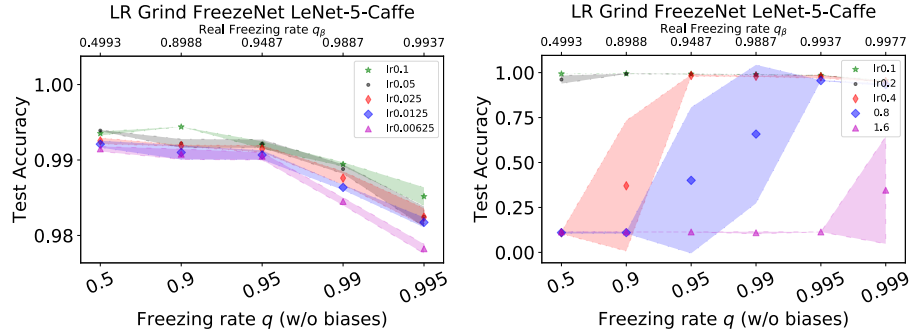 LR Grind FreezeNet LeNet-5-Caffe
Real Freezing rate qβ
0.4993 0.8988 0.9487 0.9887 0.9937
lr0.1
lr0.05
lr0.025
lr0.0125
lr0.00625
1.00
0.99
0.98
Test Accuracy
0.5 0.9 0.95 0.99 0.995
Freezing rate q (w/o biases)
LR Grind FreezeNet LeNet-5-Caffe
Real Freezing rate qβ
0.4993 0.8988 0.9487 0.98887 0.9937 0.9977
lr0.1
lr0.2
lr0.4
0.8
1.6
1.00
0.75
0.50
0.25
0.00
Test Accuracy
0.5 0.9 0.95 0.99 0.995 0.999
Freezing rate q (w/o biases)